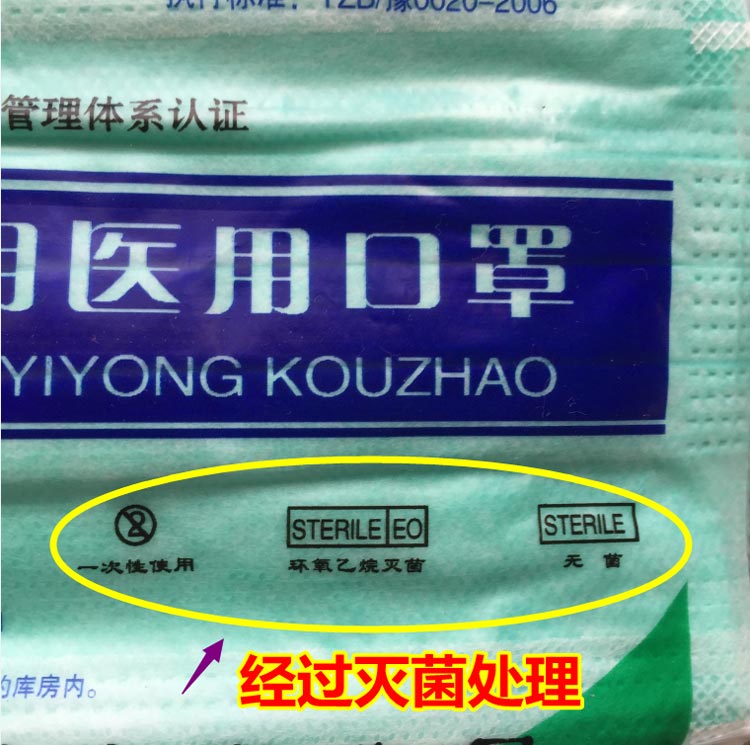 执行标准：YZB/豫0020-2006
管理体系认证
用医用口罩
YIYONG KOUZHAO
STERILE EO
STERILE
一次性使用
环氧乙烷灭菌
无 菌
经过灭菌处理
的库房内。